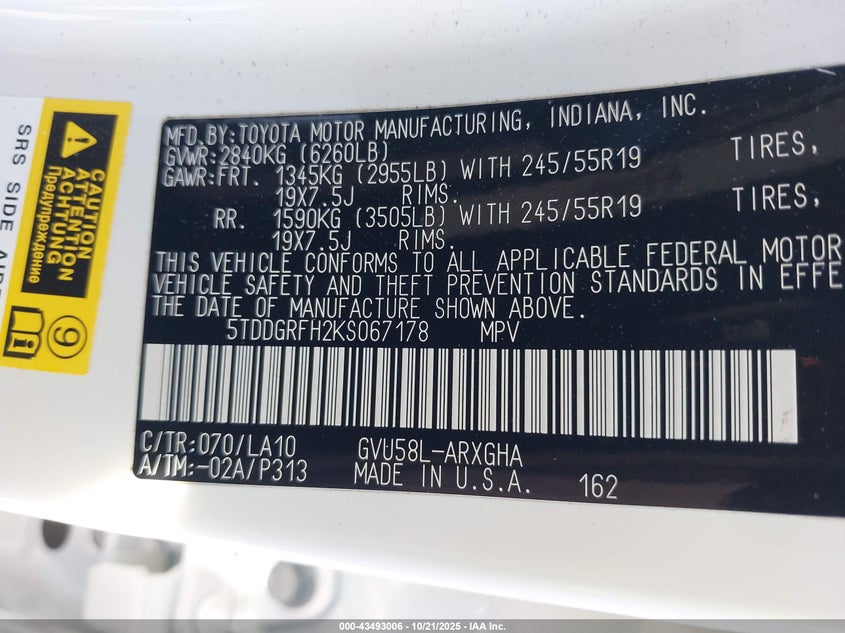 MFD.BY:TOYOTA MOTOR MANUFACTURING, INDIANA, INC.
GVWR:2840KG (6260LB)
GAWR:FRT. 1345KG (2955LB) WITH 245/55R19 TIRES,
19X7.5J RIMS.
RR. 1590KG (3505LB) WITH 245/55R19 TIRES,
19X7.5J RIMS.
THIS VEHICLE CONFORMS TO ALL APPLICABLE FEDERAL MOTOR
VEHICLE SAFETY AND THEFT PREVENTION STANDARDS IN EFFE
THE DATE OF MANUFACTURE SHOWN ABOVE.
5TDDGRFH2KS067178 MPV
C/TR:070/LA10 GVU58L-ARXGHA
A/TM:-02A/P313 MADE IN U.S.A. 162
CAUTION
ATTENTION
ACHTUNG
Предупреждение
9
SRS SIDE
000-43493006 - 10/21/2025 - IAA Inc.